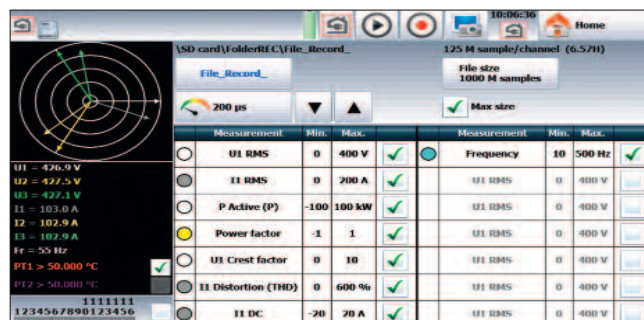 10:06:36
Home
\SD card\FolderREC\File_Record_
125 M sample/channel (6.57H)
File_Record_
File size
1000 M samples
200 µs
Max size
Measurement Min. Max. Measurement Min. Max.
U1 RMS 0 400 V Frequency 10 500 Hz
I1 RMS 0 200 A U1 RMS 0 400 V
P Active (P) -100 100 kW U1 RMS 0 400 V
Power factor -1 1 U1 RMS 0 400 V
U1 Crest factor 0 10 U1 RMS 0 400 V
I1 Distortion (THD) 0 600 % U1 RMS 0 400 V
I1 DC -20 20 A U1 RMS 0 400 V
U1 = 426.9 V
U2 = 427.5 V
U3 = 427.1 V
I1 = 103.0 A
I2 = 102.9 A
I3 = 102.9 A
Fr = 55 Hz
PT1 > 50.000 °C
PT2 > 50.000 °C
1111111
1234567890123456